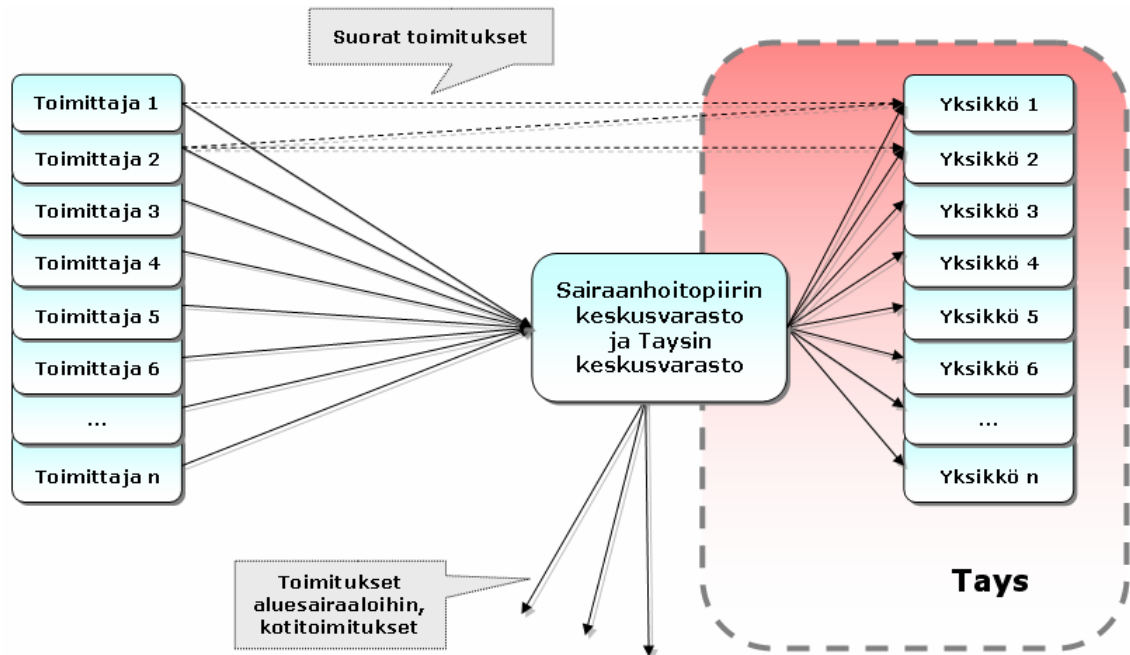 Suorat toimitukset
Toimittaja 1
Toimittaja 2
Toimittaja 3
Toimittaja 4
Toimittaja 5
Toimittaja 6
...
Toimittaja n
Sairaanhoitopiirin
keskusvarasto
ja Taysin
keskusvarasto
Yksikkö 1
Yksikkö 2
Yksikkö 3
Yksikkö 4
Yksikkö 5
Yksikkö 6
...
Yksikkö n
Toimitukset
aluesairaaloihin,
kotitoimitukset
Tays